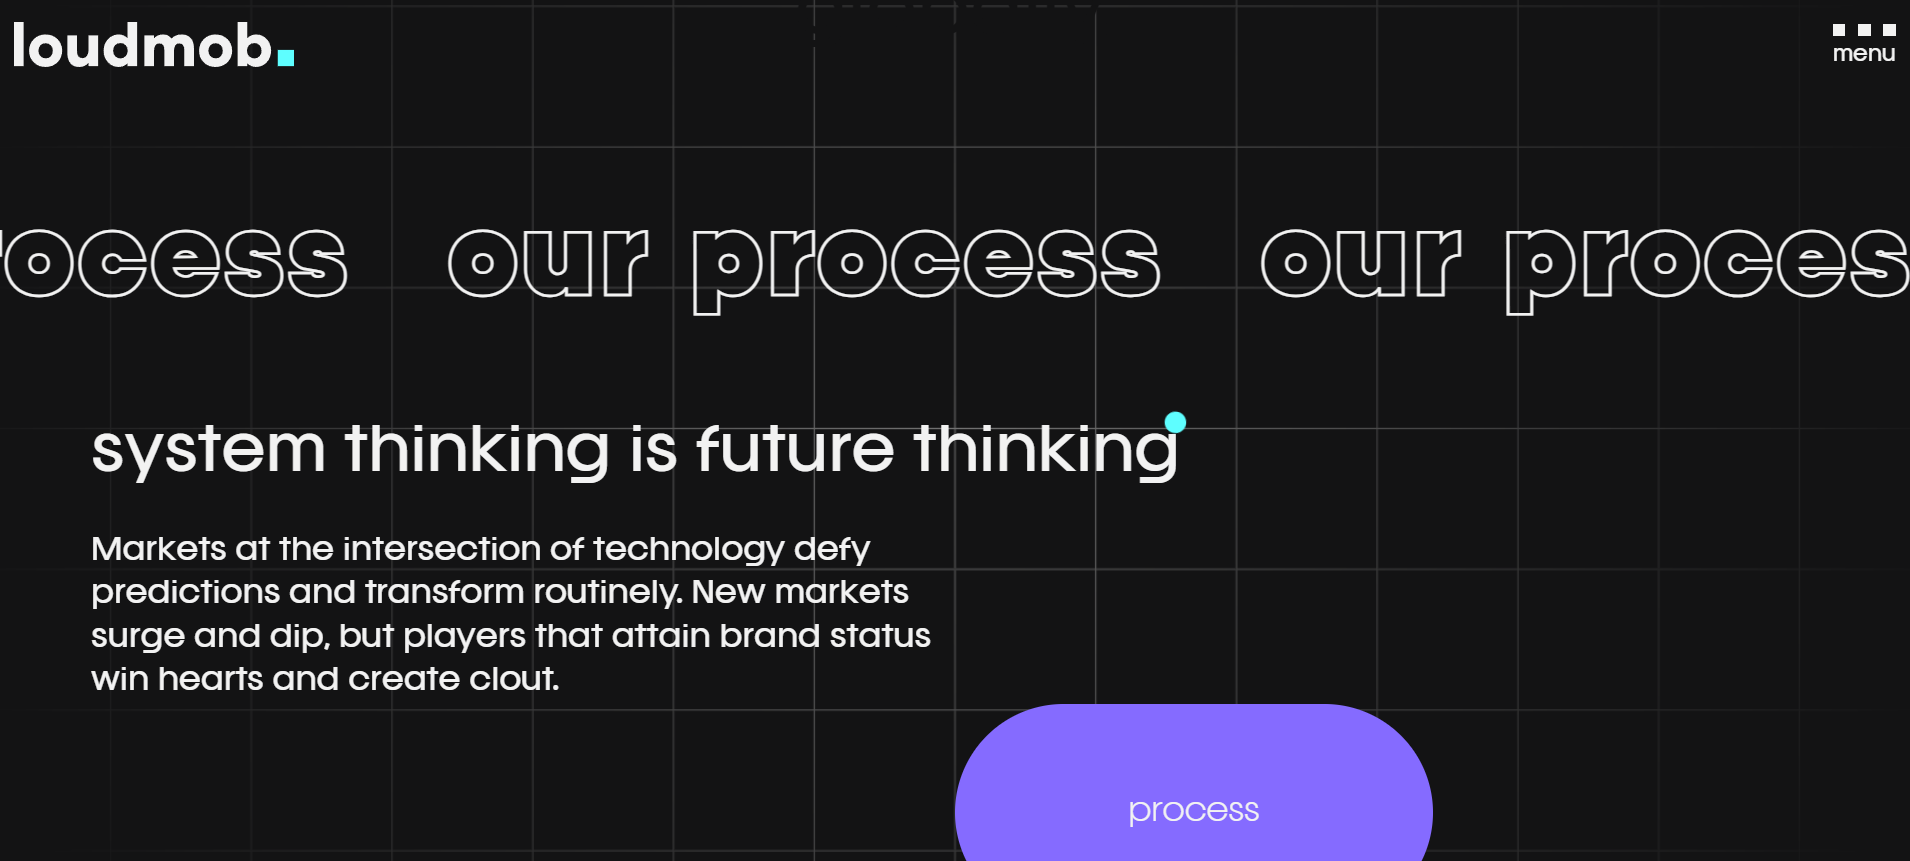 loudmob.
menu
rocess our process our proces
system thinking is future thinking
Markets at the intersection of technology defy
predictions and transform routinely. New markets
surge and dip, but players that attain brand status
win hearts and create clout.
process